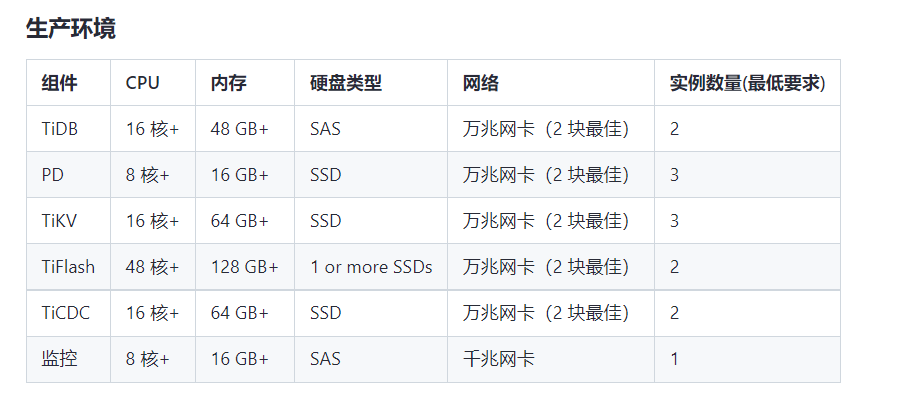 生产环境
组件 CPU 内存 硬盘类型 网络 实例数量(最低要求)
TiDB 16 核+ 48 GB+ SAS 万兆网卡（2 块最佳） 2
PD 8 核+ 16 GB+ SSD 万兆网卡（2 块最佳） 3
TiKV 16 核+ 64 GB+ SSD 万兆网卡（2 块最佳） 3
TiFlash 48 核+ 128 GB+ 1 or more SSDs 万兆网卡（2 块最佳） 2
TiCDC 16 核+ 64 GB+ SSD 万兆网卡（2 块最佳） 2
监控 8 核+ 16 GB+ SAS 千兆网卡 1